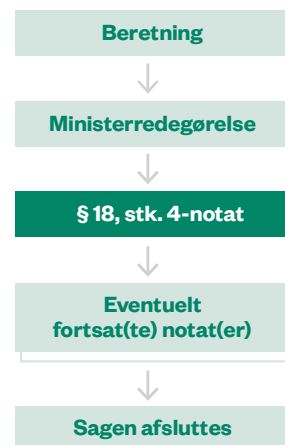 Beretning
Ministerredegørelse
§ 18, stk. 4-notat
Eventuelt
fortsat(te) notat(er)
Sagen afsluttes